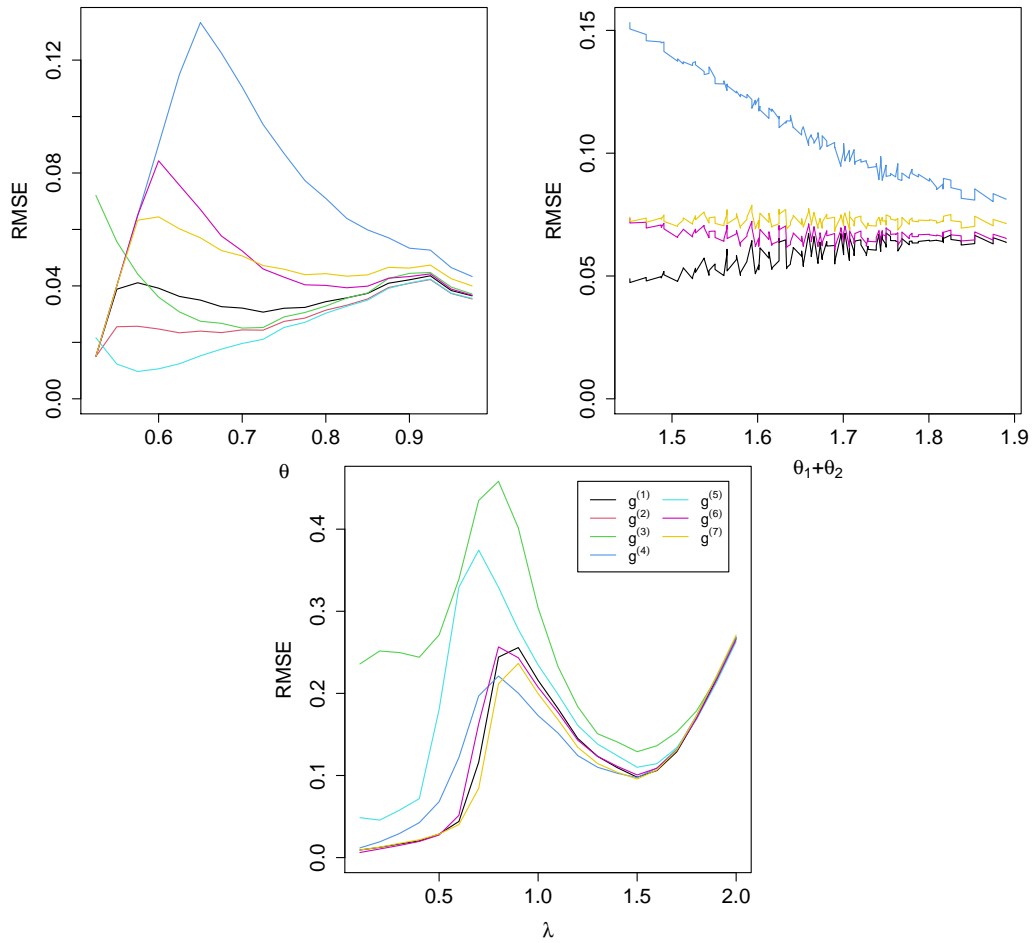 RMSE
0.00
0.04
0.08
0.12
0.6
0.7
0.8
0.9
θ
RMSE
0.00
0.05
0.10
0.15
1.5
1.6
1.7
1.8
1.9
θ₁+θ₂
RMSE
0.0
0.1
0.2
0.3
0.4
0.5
1.0
1.5
2.0
λ
g⁽¹⁾
g⁽²⁾
g⁽³⁾
g⁽⁴⁾
g⁽⁵⁾
g⁽⁶⁾
g⁽⁷⁾